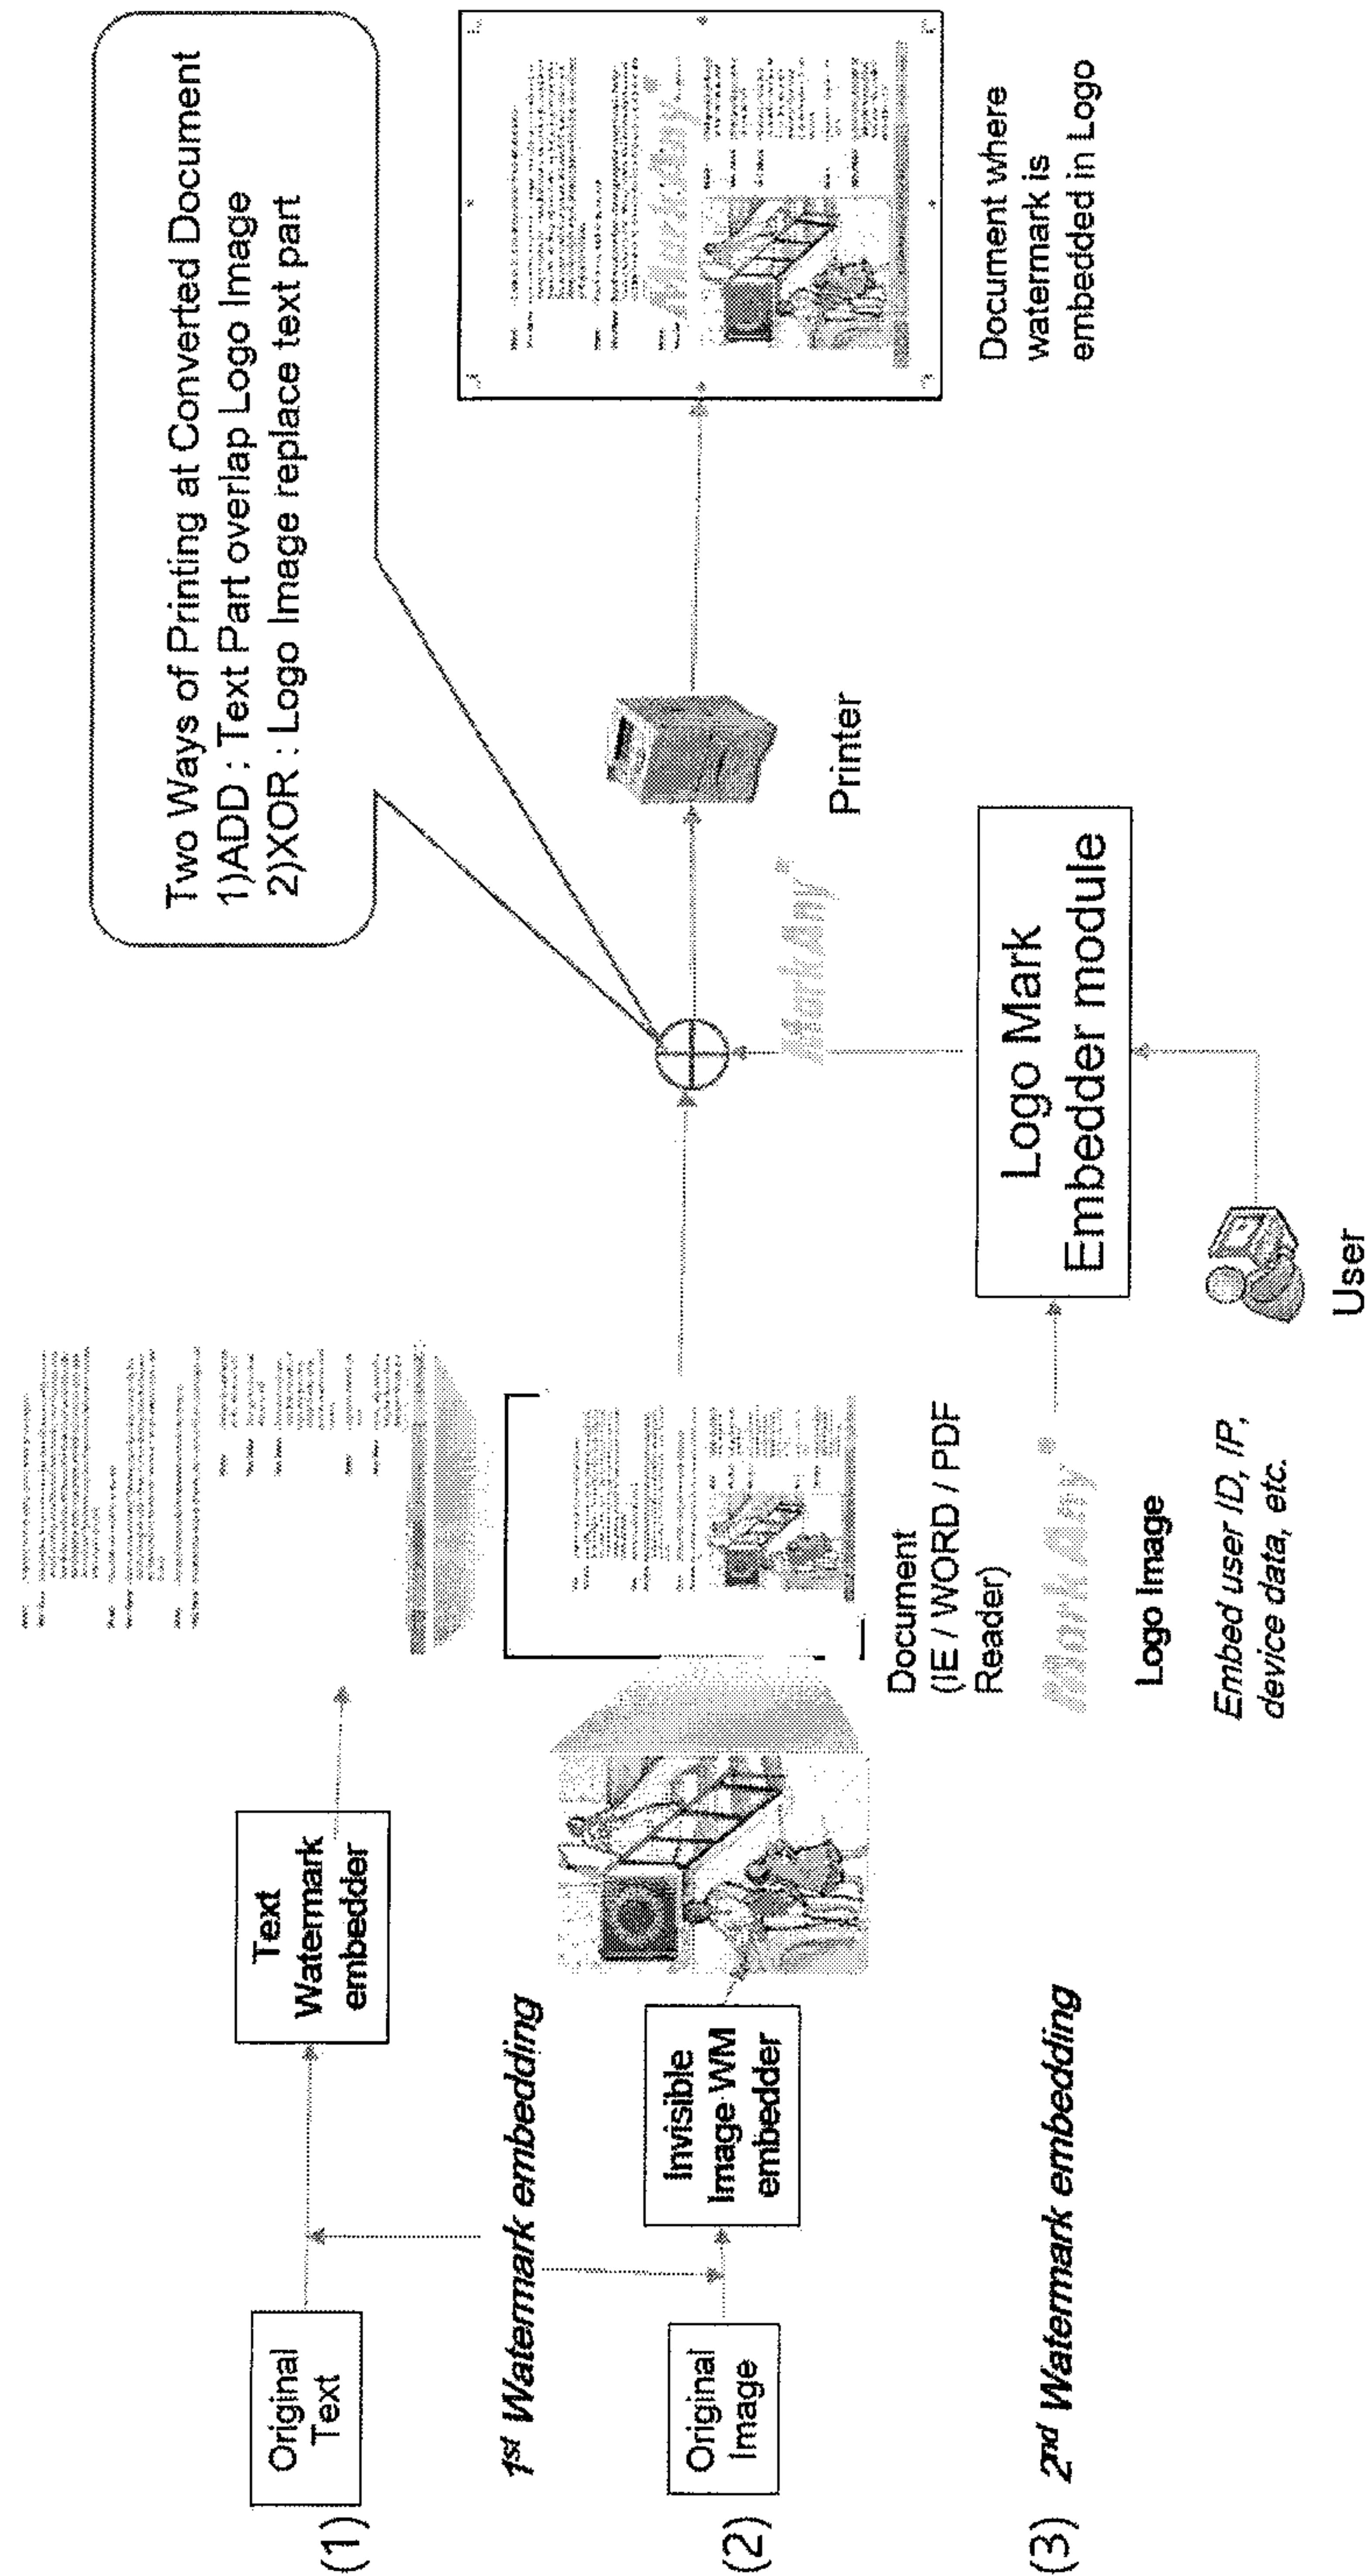 Two Ways of Printing at Converted Document
1)ADD : Text Part overlap Logo Image
2)XOR : Logo Image replace text part
(1)
Original
Text
Text
Watermark
embedder
1st Watermark embedding
(2)
Original
Image
Invisible
Image WM
embedder
Document
(IE / WORD / PDF
Reader)
Printer
MarkAny
MarkAny
Document where
watermark is
embedded in Logo
(3)
2nd Watermark embedding
MarkAny
Logo Image
Embed user ID, IP,
device data, etc.
Logo Mark
Embedder module
User